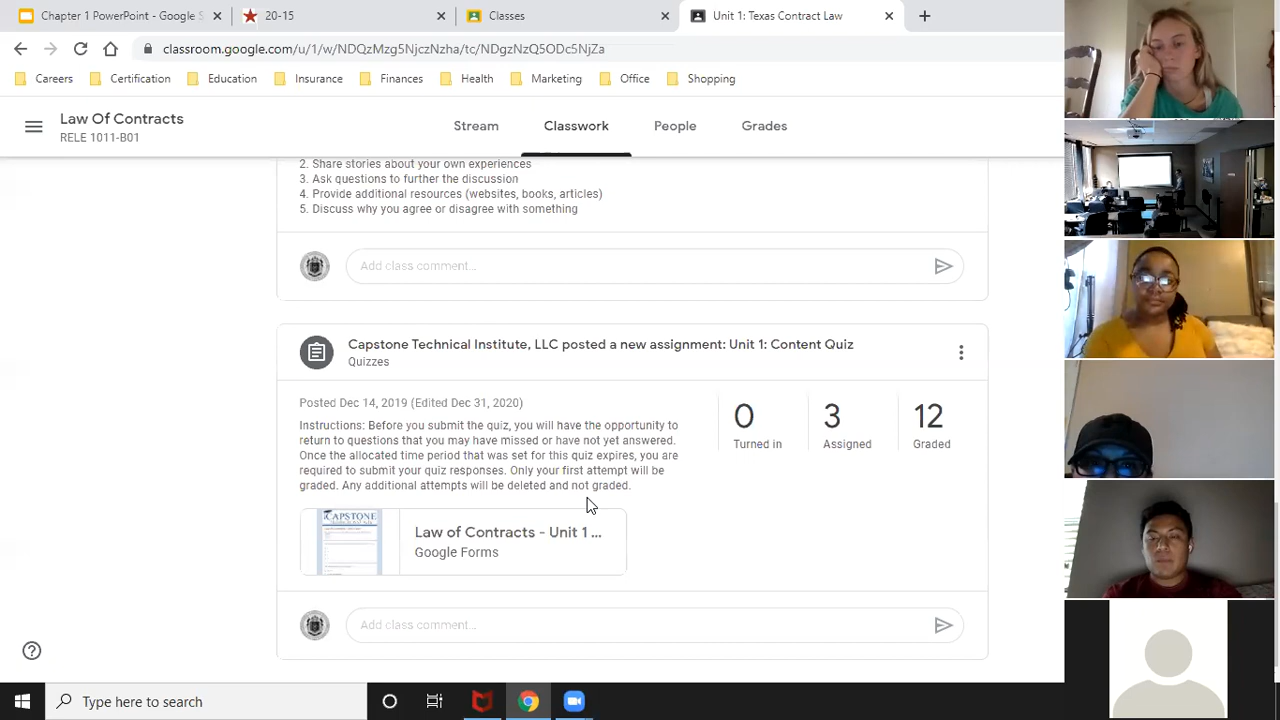 Chapter 1 PowerPoint - Google S
20-15
Classes
Unit 1: Texas Contract Law
classroom.google.com/u/1/w/NDQzMzg5NjczNzha/tc/NDgzNzQ5ODc5NjZa
Careers
Certification
Education
Insurance
Finances
Health
Marketing
Office
Shopping
Law Of Contracts
RELE 1011-B01
Stream
Classwork
People
Grades
2. Share stories about your own experiences
3. Ask questions to further the discussion
4. Provide additional resources (websites, books, articles)
5. Discuss why you agree or disagree with something
Add class comment...
Capstone Technical Institute, LLC posted a new assignment: Unit 1: Content Quiz
Quizzes
Posted Dec 14, 2019 (Edited Dec 31, 2020)
Instructions: Before you submit the quiz, you will have the opportunity to
return to questions that you may have missed or have not yet answered.
Once the allocated time period that was set for this quiz expires, you are
required to submit your quiz responses. Only your first attempt will be
graded. Any additional attempts will be deleted and not graded.
0
Turned in
3
Assigned
12
Graded
CAPSTONE
Law of Contracts - Unit 1 ...
Google Forms
Add class comment...
Type here to search